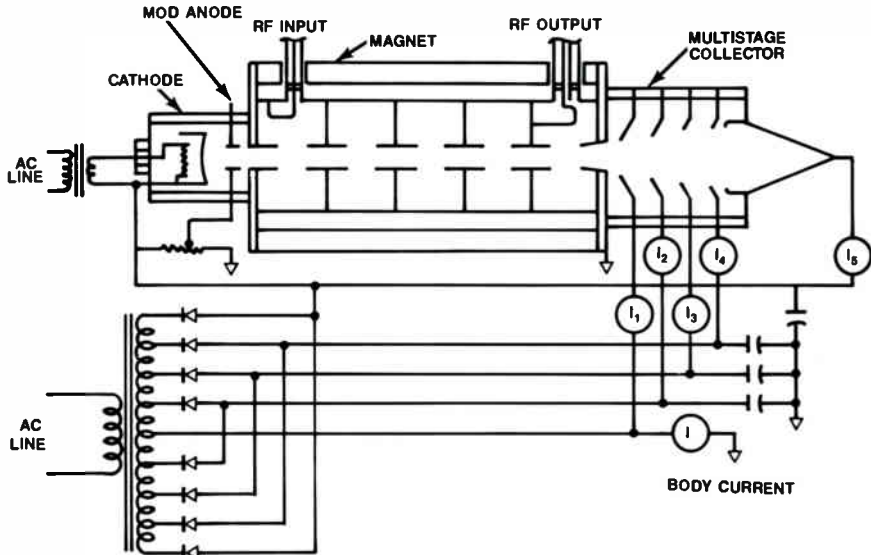 MOD ANODE
RF INPUT
RF OUTPUT
MAGNET
MULTISTAGE
COLLECTOR
CATHODE
AC
LINE
I2
I4
I5
I1
I3
AC
LINE
I
BODY CURRENT